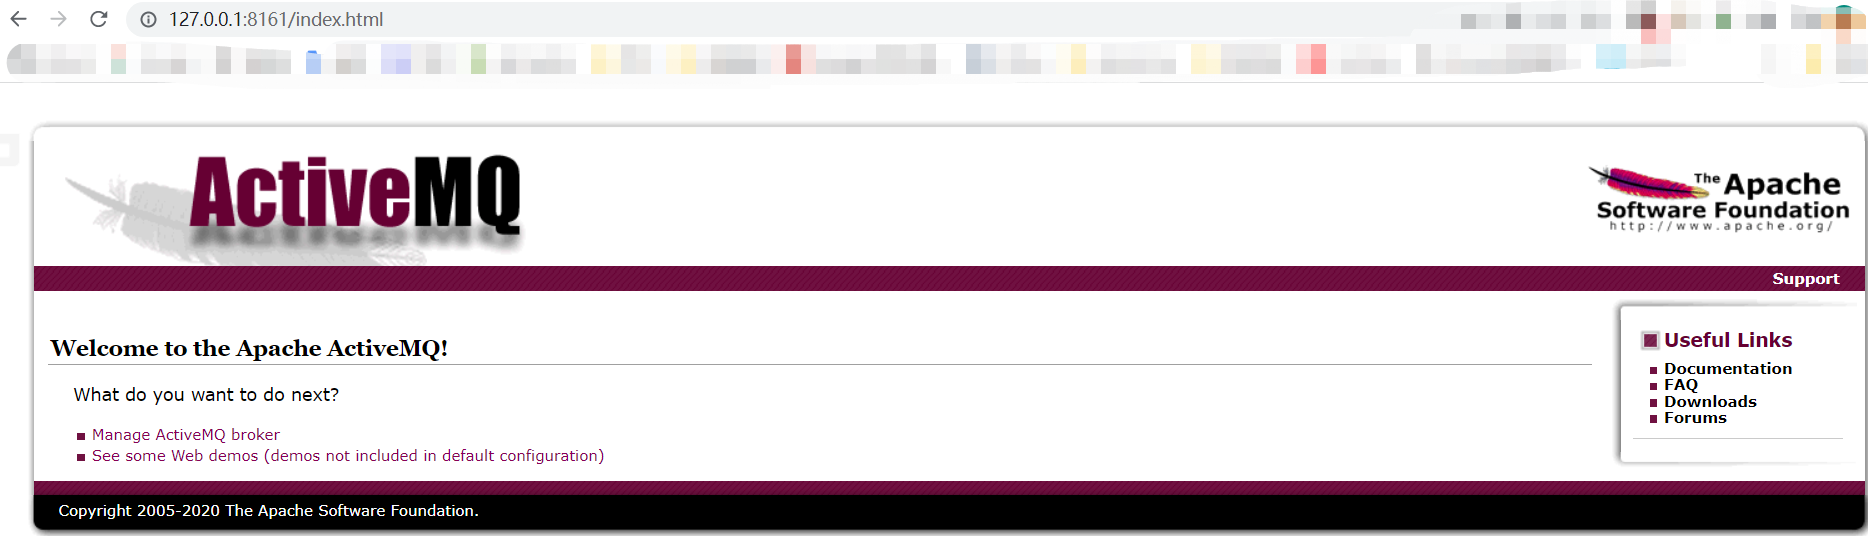 127.0.0.1:8161/index.html
ActiveMQ
The Apache
Software Foundation
http://www.apache.org/
Support
Welcome to the Apache ActiveMQ!
What do you want to do next?
Manage ActiveMQ broker
See some Web demos (demos not included in default configuration)
Useful Links
Documentation
FAQ
Downloads
Forums
Copyright 2005-2020 The Apache Software Foundation.